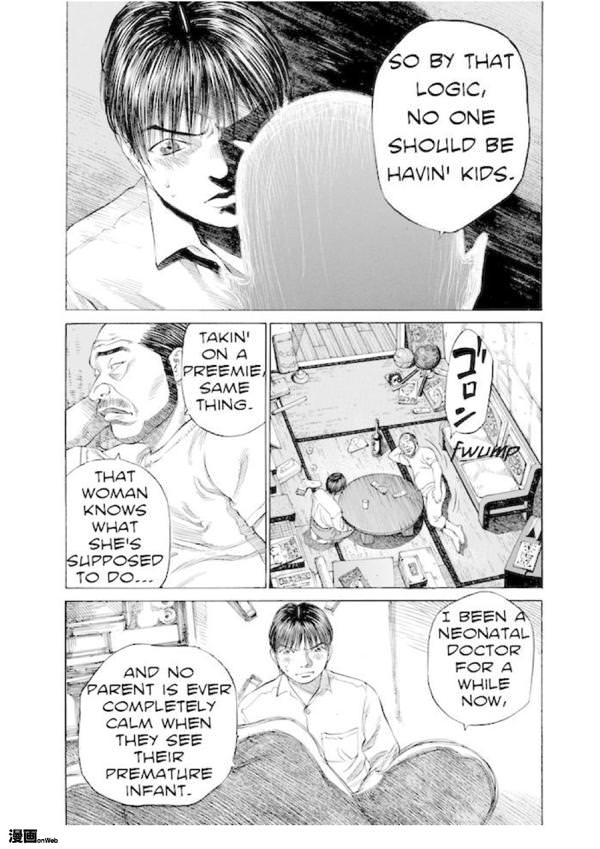 SO BY THAT
LOGIC,
NO ONE
SHOULD BE
HAVIN' KIDS.
ゴロン
fwump
TAKIN'
ON A
PREEMIE,
SAME
THING.
THAT
WOMAN
KNOWS
WHAT
SHE'S
SUPPOSED
TO DO...
I BEEN A
NEONATAL
DOCTOR
FOR A
WHILE
NOW,
AND NO
PARENT IS EVER
COMPLETELY
CALM WHEN
THEY SEE
THEIR
PREMATURE
INFANT.
漫画onWeb